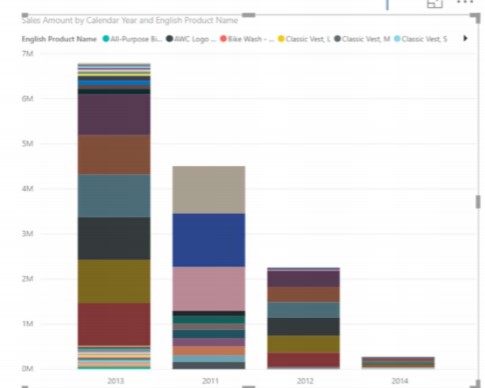 Sales Amount by Calendar Year and English Product Name
English Product Name All-Purpose Bi... AWC Logo ... Bike Wash - ... Classic Vest, L Classic Vest, M Classic Vest, S
7M
6M
5M
4M
3M
2M
1M
0M
2013 2011 2012 2014